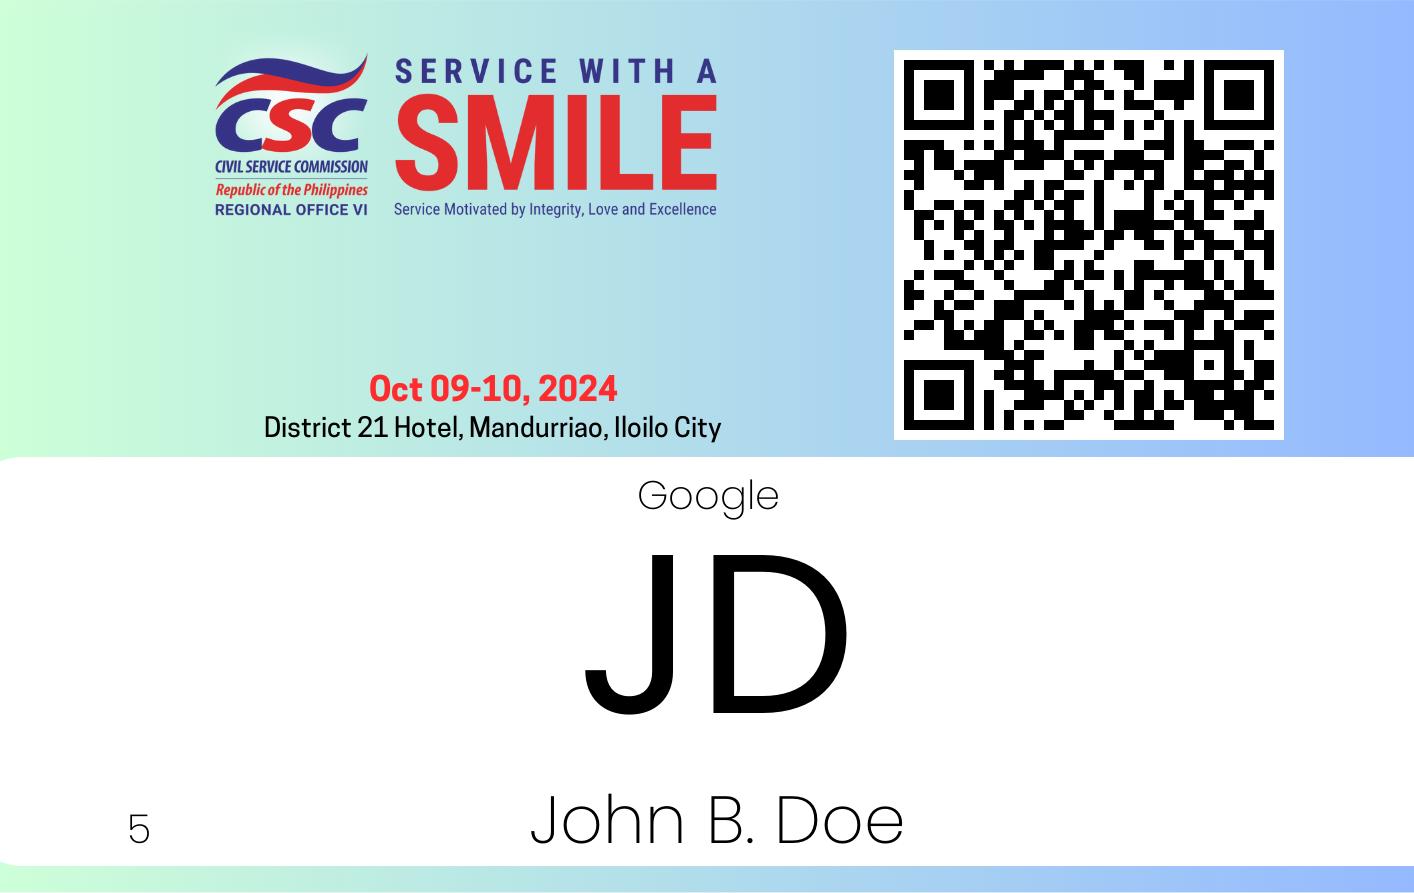 CSC
CIVIL SERVICE COMMISSION
Republic of the Philippines
REGIONAL OFFICE VI
SERVICE WITH A
SMILE
Service Motivated by Integrity, Love and Excellence
Oct 09-10, 2024
District 21 Hotel, Mandurriao, Iloilo City
Google
JD
John B. Doe
5